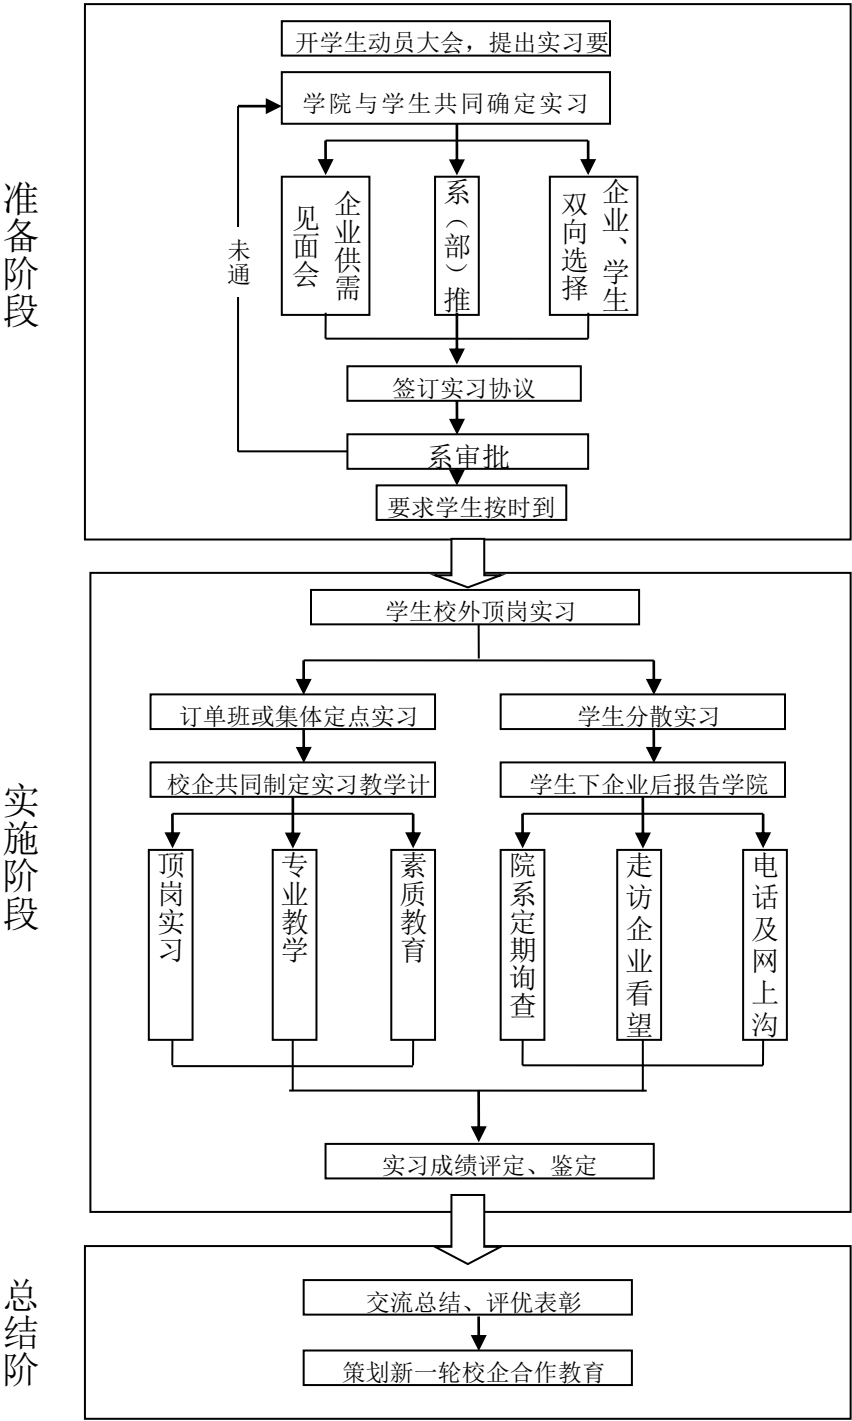 准备阶段
开学生动员大会，提出实习要
学院与学生共同确定实习
企业供需
见面会
系（部）推
企业、学生
双向选择
未通
签订实习协议
系审批
要求学生按时到
实施阶段
学生校外顶岗实习
订单班或集体定点实习
学生分散实习
校企共同制定实习教学计
学生下企业后报告学院
顶岗实习
专业教学
素质教育
院系定期询查
走访企业看望
电话及网上沟
实习成绩评定、鉴定
总结阶
交流总结、评优表彰
策划新一轮校企合作教育